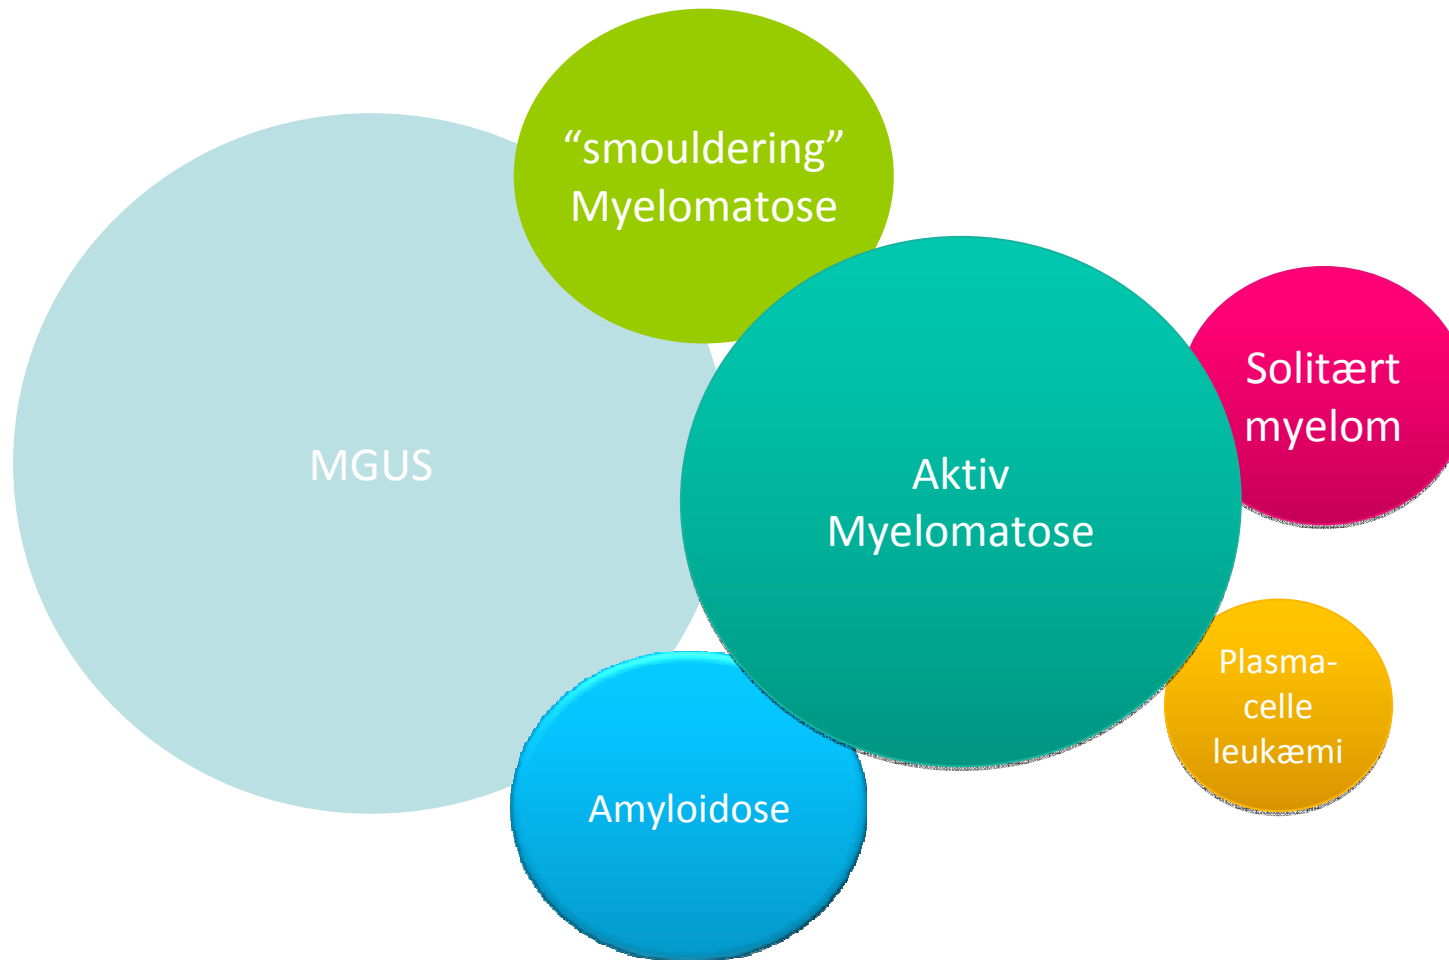 “smouldering”
Myelomatose
MGUS
Aktiv
Myelomatose
Solitært
myelom
Plasma-
celle
leukæmi
Amyloidose